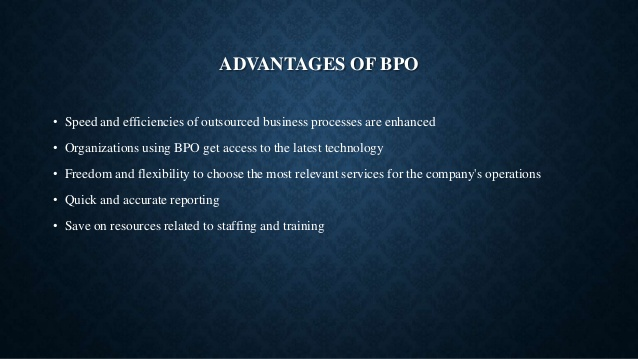 ADVANTAGES OF BPO
• Speed and efficiencies of outsourced business processes are enhanced
• Organizations using BPO get access to the latest technology
• Freedom and flexibility to choose the most relevant services for the company's operations
• Quick and accurate reporting
• Save on resources related to staffing and training